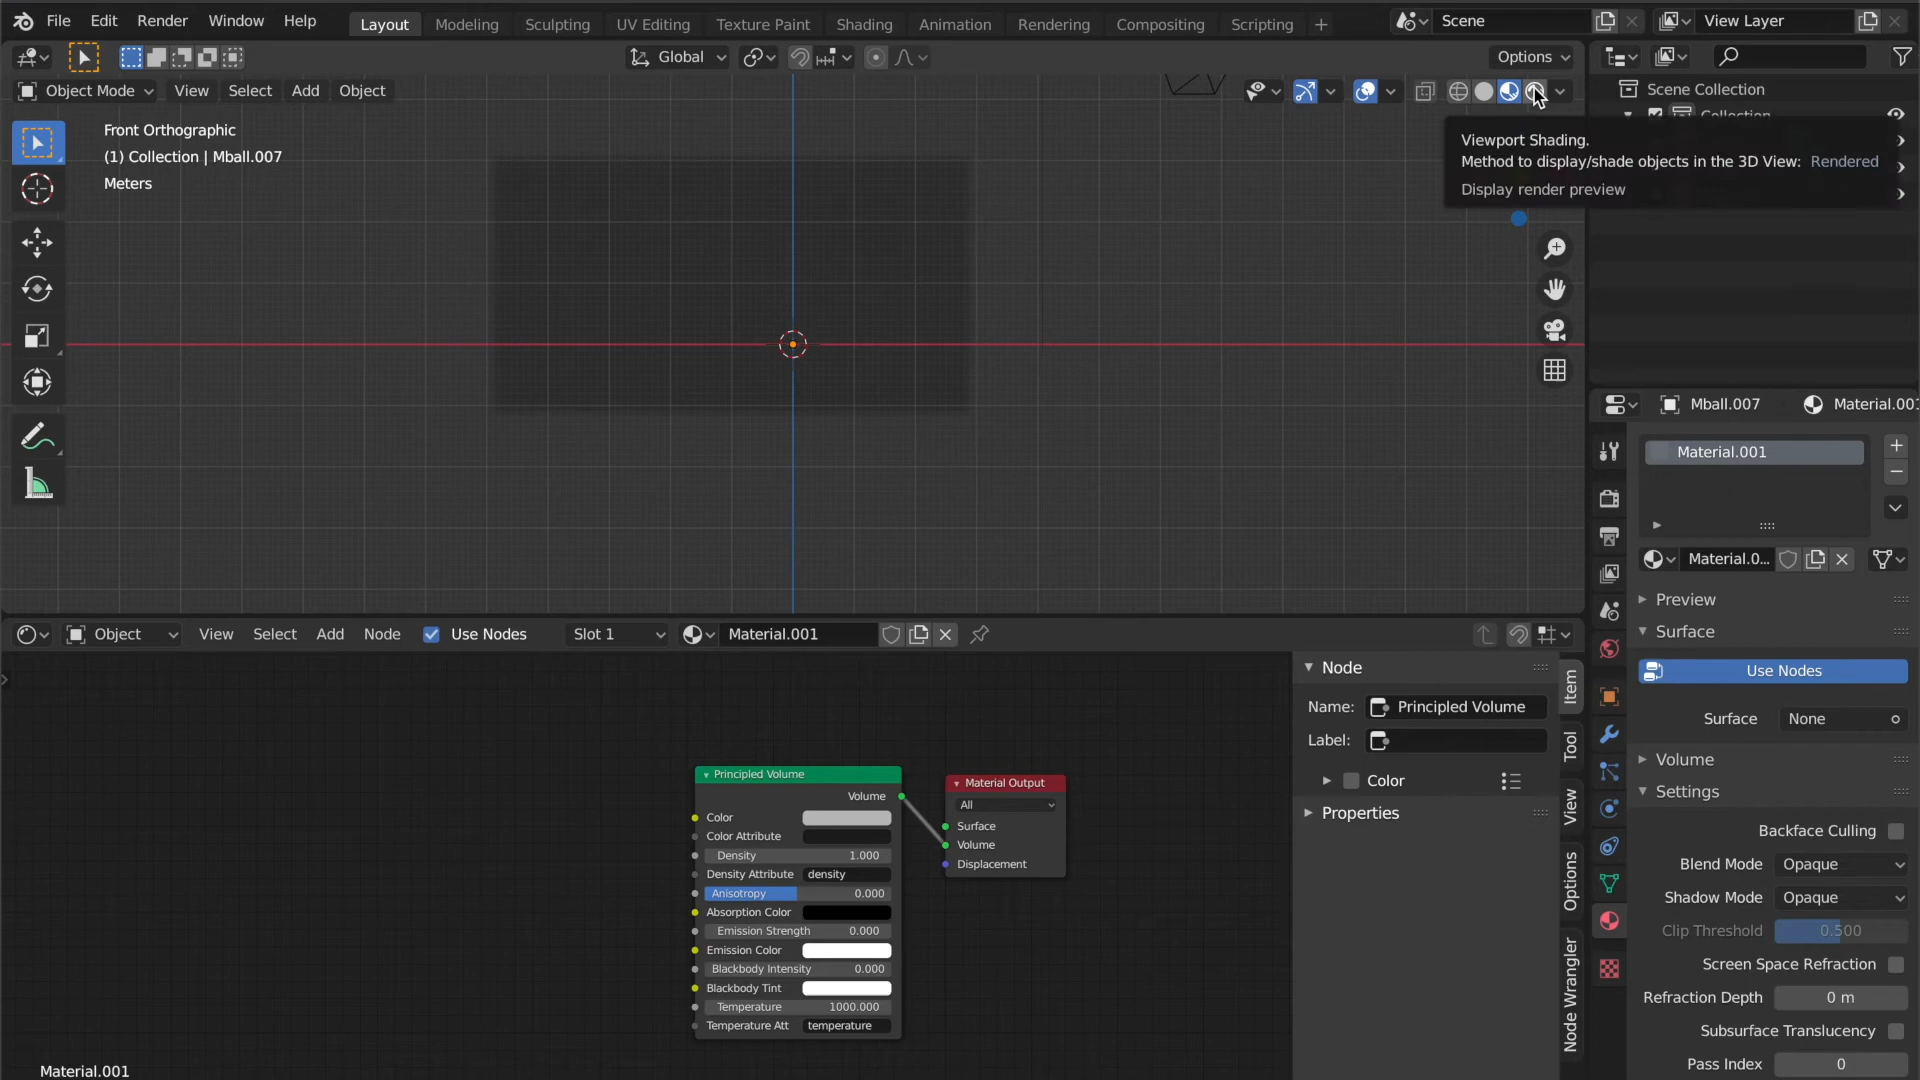 File Edit Render Window Help Layout Modeling Sculpting UV Editing Texture Paint Shading Animation Rendering Compositing Scripting + Scene View Layer
Global Options
Object Mode View Select Add Object
Scene Collection
Collection
Front Orthographic
(1) Collection | Mball.007
Meters
Viewport Shading.
Method to display/shade objects in the 3D View: Rendered
Display render preview
Mball.007 Material.001
Material.001
Material.0...
Preview
Surface
Use Nodes
Surface None
Volume
Settings
Backface Culling
Blend Mode Opaque
Shadow Mode Opaque
Clip Threshold 0.500
Screen Space Refraction
Refraction Depth 0 m
Subsurface Translucency
Pass Index 0
Object View Select Add Node Use Nodes Slot 1 Material.001
Node
Name: Principled Volume
Label:
Color
Properties
Item
Tool
View
Options
Node Wrangler
Principled Volume
Volume
Color
Color Attribute
Density 1.000
Density Attribute density
Anisotropy 0.000
Absorption Color
Emission Strength 0.000
Emission Color
Blackbody Intensity 0.000
Blackbody Tint
Temperature 1000.000
Temperature Att temperature
Material Output
All
Surface
Volume
Displacement
Material.001